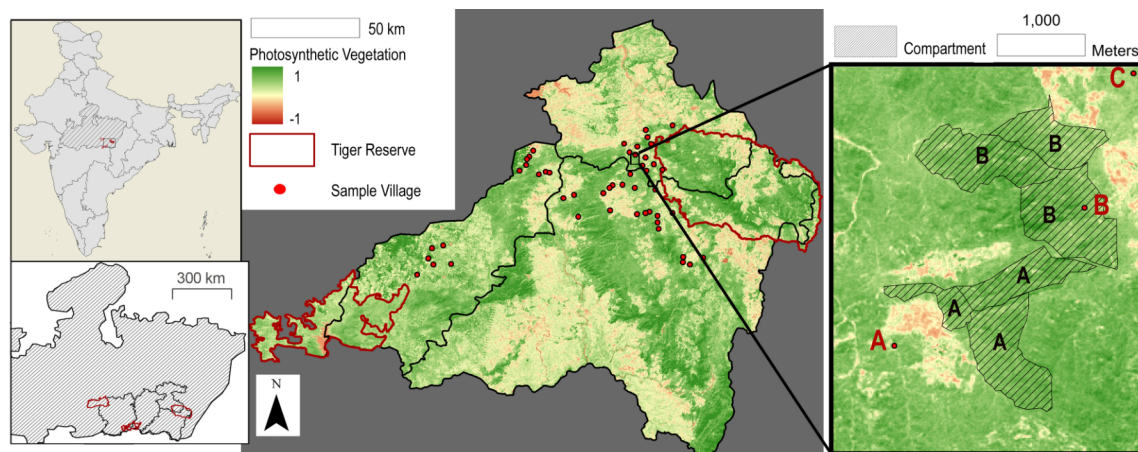 50 km
Photosynthetic Vegetation
1
-1
Tiger Reserve
Sample Village
300 km
N
1,000
Compartment
Meters
C
B
B
B
B
A
A
A
A